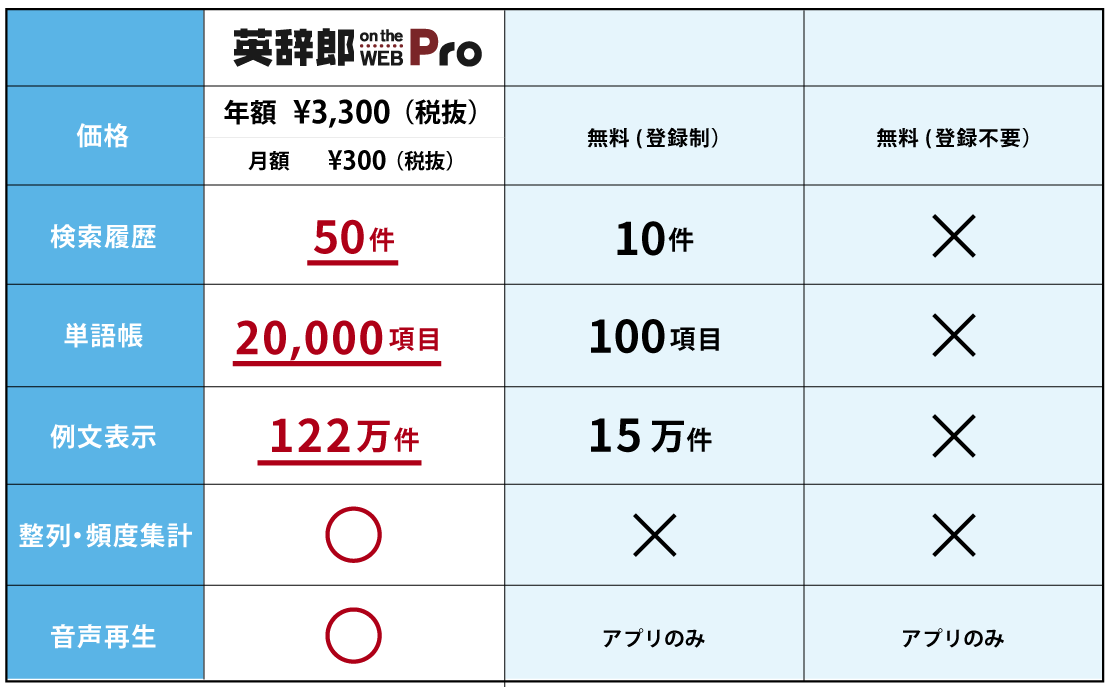 英辞郎 on the WEB Pro
価格
年額 ¥3,300（税抜）
月額 ¥300（税抜）
無料 (登録制）
無料 (登録不要）
検索履歴
50件
10件
×
単語帳
20,000項目
100項目
×
例文表示
122万件
15万件
×
整列・頻度集計
○
×
×
音声再生
○
アプリのみ
アプリのみ